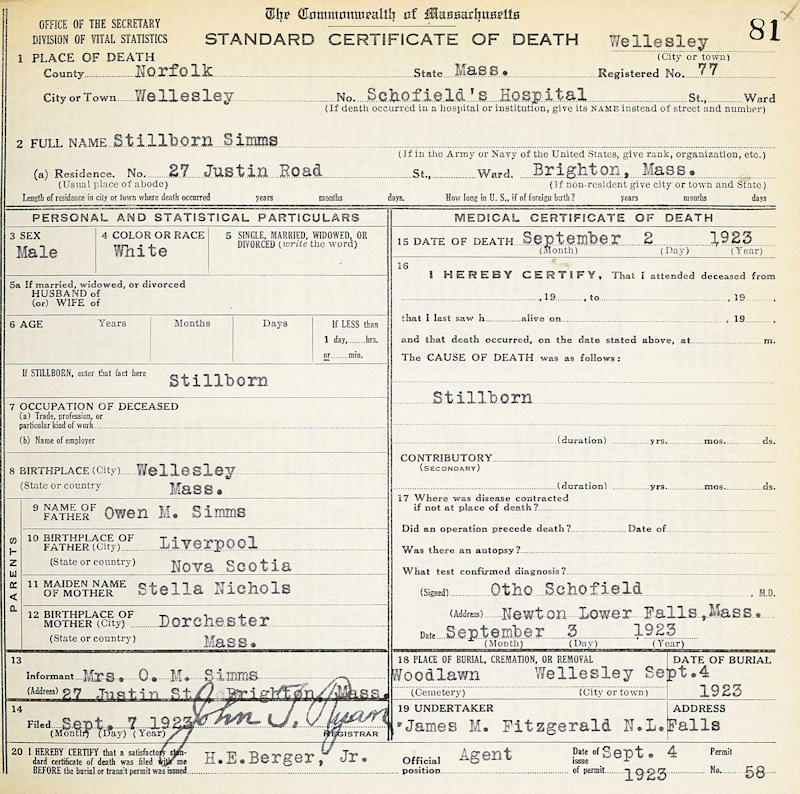 The Commonwealth of Massachusetts
OFFICE OF THE SECRETARY
DIVISION OF VITAL STATISTICS
STANDARD CERTIFICATE OF DEATH
Wellesley
(City or town)
81
1 PLACE OF DEATH
County Norfolk State Mass. Registered No. 77
City or Town Wellesley No. Schofield's Hospital St., Ward
(If death occurred in a hospital or institution, give its NAME instead of street and number)
2 FULL NAME Stillborn Simms
(If in the Army or Navy of the United States, give rank, organization, etc.)
(a) Residence. No. 27 Justin Road St., Ward. Brighton, Mass.
(Usual place of abode) (If non-resident give city or town and State)
Length of residence in city or town where death occurred years months days. How long in U. S., if of foreign birth? years months days
PERSONAL AND STATISTICAL PARTICULARS
3 SEX
Male
4 COLOR OR RACE
White
5 SINGLE, MARRIED, WIDOWED, OR
DIVORCED (write the word)
5a If married, widowed, or divorced
HUSBAND of
(or) WIFE of
6 AGE Years Months Days If LESS than
1 day,......hrs.
or......min.
If STILLBORN, enter that fact here Stillborn
7 OCCUPATION OF DECEASED
(a) Trade, profession, or
particular kind of work
(b) Name of employer
8 BIRTHPLACE (City) Wellesley
(State or country Mass.
PARENTS
9 NAME OF
FATHER Owen M. Simms
10 BIRTHPLACE OF
FATHER (City) Liverpool
(State or country) Nova Scotia
11 MAIDEN NAME
OF MOTHER Stella Nichols
12 BIRTHPLACE OF
MOTHER (City) Dorchester
(State or country) Mass.
13
Informant Mrs. O. M. Simms
(Address) 27 Justin St. Brighton, Mass.
14
Filed Sept. 7 1923 John T. Ryan
(Month) (Day) (Year) REGISTRAR
MEDICAL CERTIFICATE OF DEATH
15 DATE OF DEATH September 2 1923
(Month) (Day) (Year)
16
I HEREBY CERTIFY, That I attended deceased from
, 19 , to , 19 ,
that I last saw h alive on , 19 ,
and that death occurred, on the date stated above, at m.
The CAUSE OF DEATH was as follows:
Stillborn
(duration) yrs. mos. ds.
CONTRIBUTORY
(SECONDARY)
(duration) yrs. mos. ds.
17 Where was disease contracted
if not at place of death?
Did an operation precede death? Date of
Was there an autopsy?
What test confirmed diagnosis?
(Signed) Otho Schofield , M.D.
(Address) Newton Lower Falls, Mass.
Date September 3 1923
(Month) (Day) (Year)
18 PLACE OF BURIAL, CREMATION, OR REMOVAL DATE OF BURIAL
Woodlawn Wellesley Sept.4
(Cemetery) (City or town) 1923
19 UNDERTAKER ADDRESS
James M. Fitzgerald N.L.Falls
20 I HEREBY CERTIFY that a satisfactory stan-
dard certificate of death was filed with me
BEFORE the burial or transit permit was issued
H.E.Berger, Jr.
Official
position Agent
Date of
issue
of permit Sept. 4
1923
Permit
No. 58